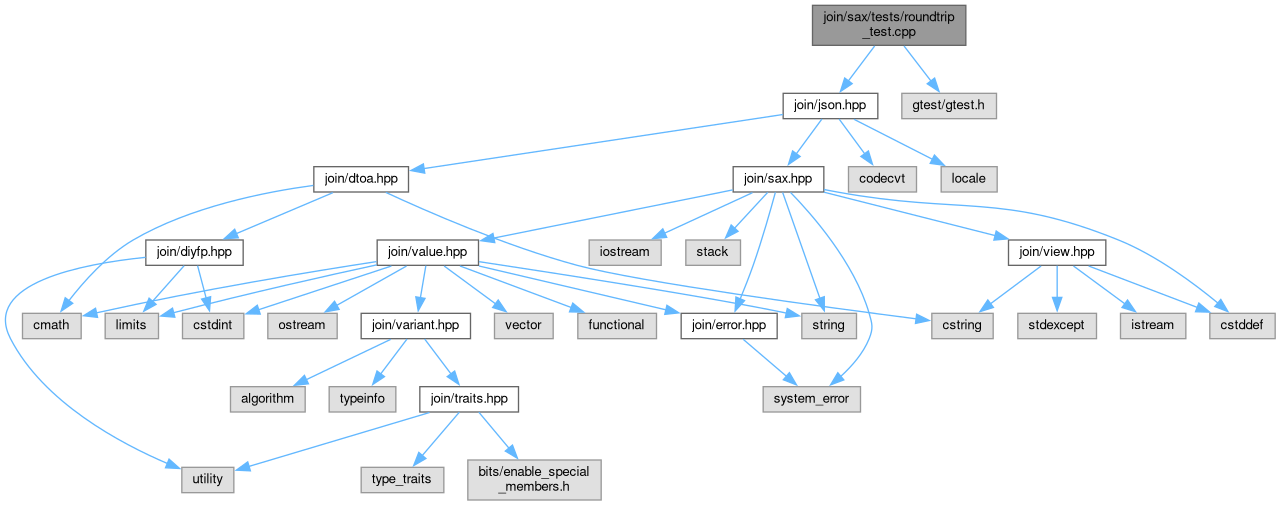 join/sax/tests/roundtrip
_test.cpp
join/json.hpp
gtest/gtest.h
join/dtoa.hpp
join/sax.hpp
codecvt
locale
join/diyfp.hpp
join/value.hpp
iostream
stack
join/view.hpp
cmath
limits
cstdint
ostream
join/variant.hpp
vector
functional
join/error.hpp
string
cstring
stdexcept
istream
cstddef
algorithm
typeinfo
join/traits.hpp
system_error
utility
type_traits
bits/enable_special
_members.h